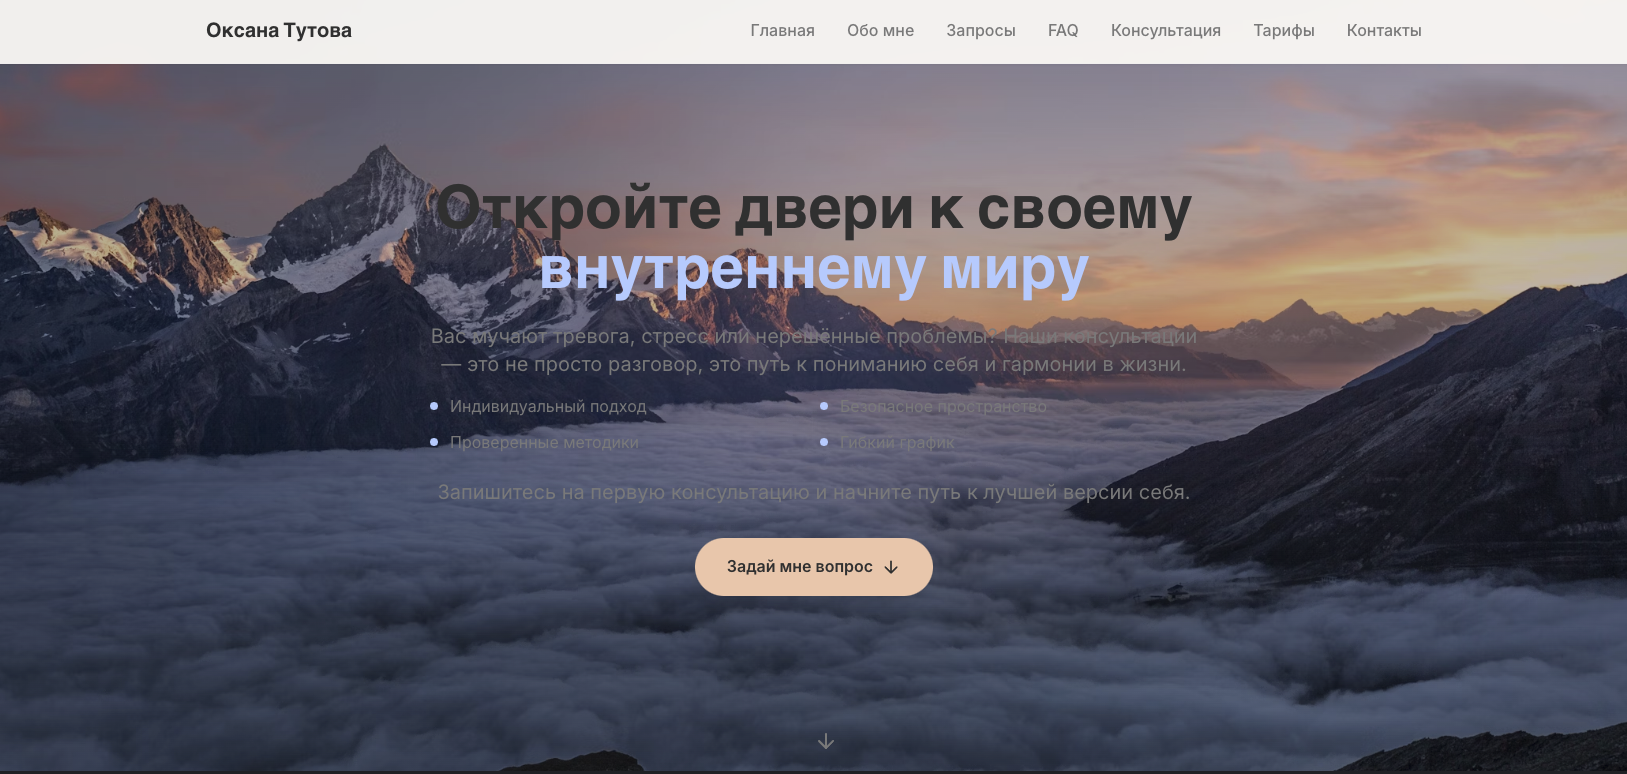 Оксана Тутова
Главная Обо мне Запросы FAQ Консультация Тарифы Контакты
Откройте двери к своему
внутреннему миру
Вас мучают тревога, стресс или нерешённые проблемы? Наши консультации
— это не просто разговор, это путь к пониманию себя и гармонии в жизни.
Индивидуальный подход
Безопасное пространство
Проверенные методики
Гибкий график
Запишитесь на первую консультацию и начните путь к лучшей версии себя.
Задай мне вопрос